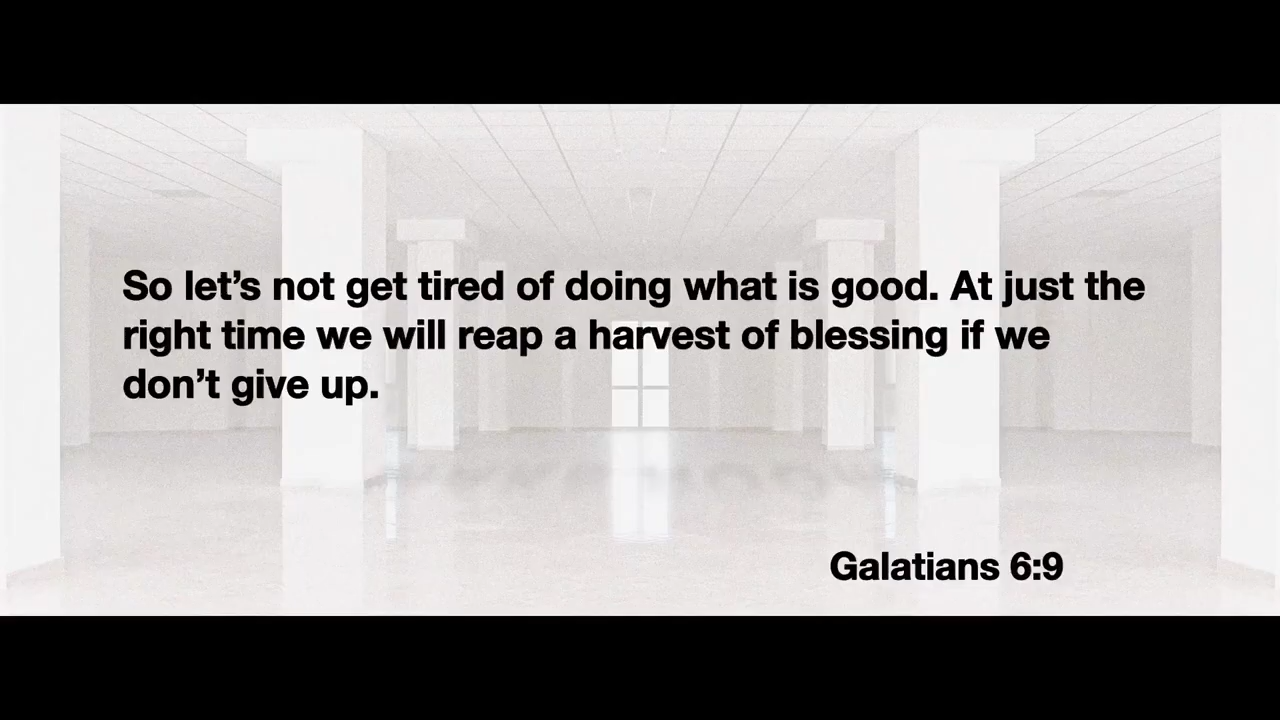 So let’s not get tired of doing what is good. At just the
right time we will reap a harvest of blessing if we
don’t give up.
Galatians 6:9